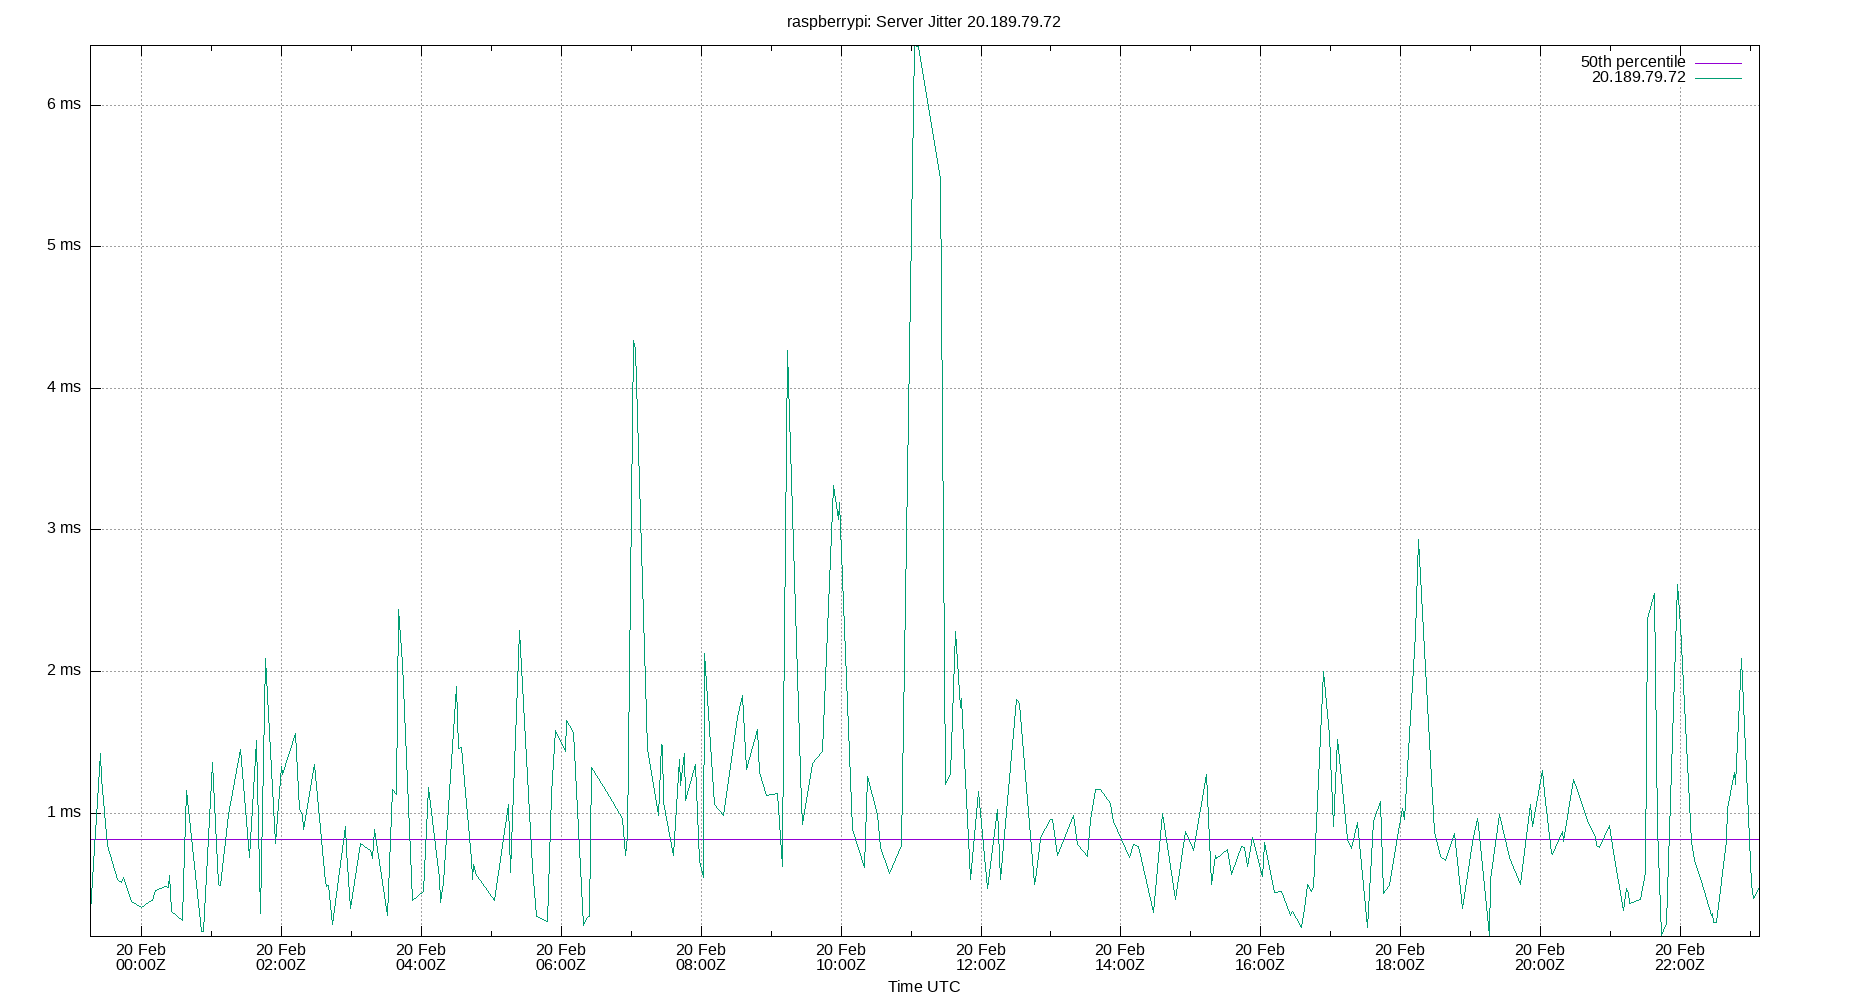 raspberrypi: Server Jitter 20.189.79.72
50th percentile
20.189.79.72
6 ms
5 ms
4 ms
3 ms
2 ms
1 ms
20 Feb 20 Feb 20 Feb 20 Feb 20 Feb 20 Feb 20 Feb 20 Feb 20 Feb 20 Feb 20 Feb 20 Feb
00:00Z 02:00Z 04:00Z 06:00Z 08:00Z 10:00Z 12:00Z 14:00Z 16:00Z 18:00Z 20:00Z 22:00Z
Time UTC